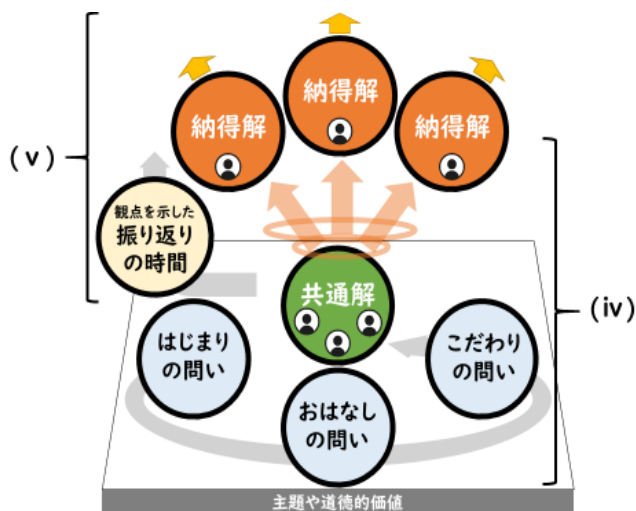 納得解
納得解
納得解
(v)
観点を示した
振り返り
の時間
共通解
(iv)
はじまり
の問い
こだわり
の問い
おはなし
の問い
主題や道徳的価値